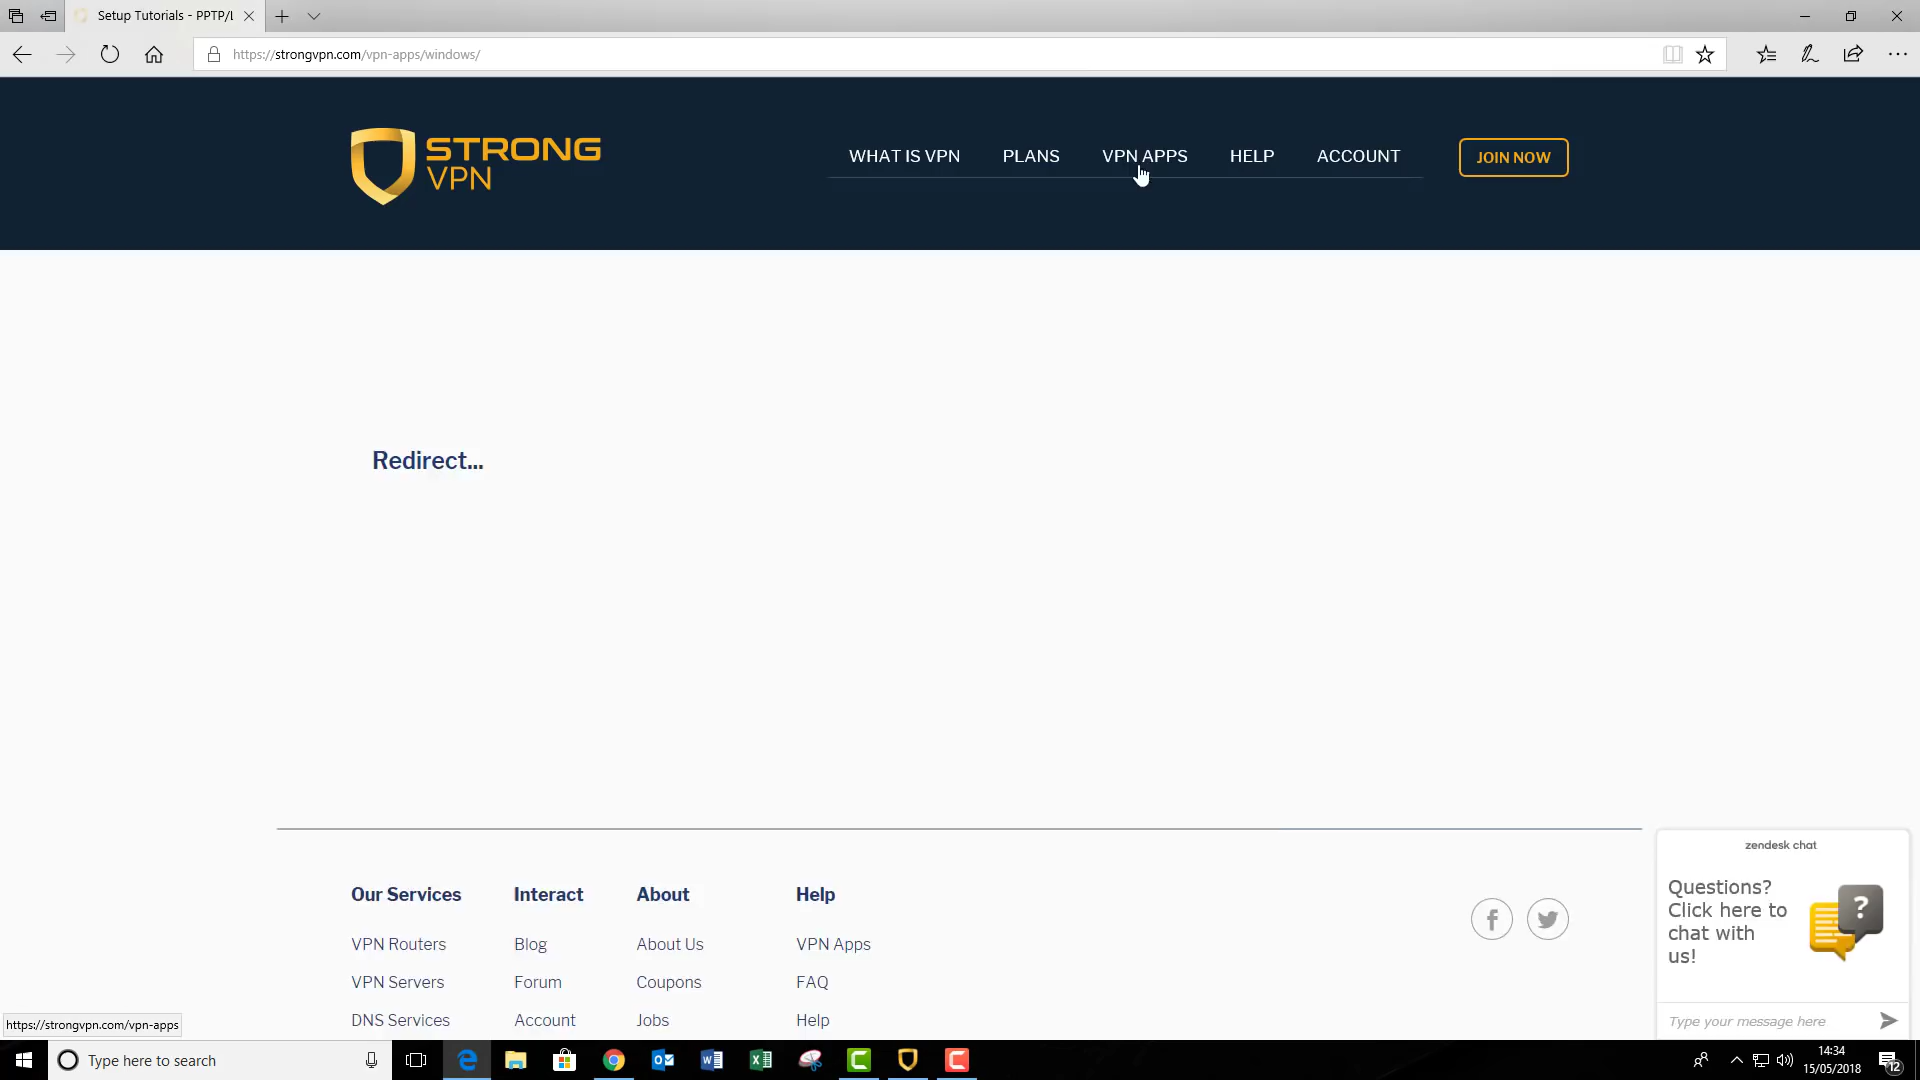 Setup Tutorials - PPTP/L
https://strongvpn.com/vpn-apps/windows/
STRONG
VPN
WHAT IS VPN
PLANS
VPN APPS
HELP
ACCOUNT
JOIN NOW
Redirect...
Our Services
Interact
About
Help
VPN Routers
Blog
About Us
VPN Apps
VPN Servers
Forum
Coupons
FAQ
DNS Services
Account
Jobs
Help
zendesk chat
Questions?
Click here to
chat with
us!
?
Type your message here
https://strongvpn.com/vpn-apps
Type here to search
14:34
15/05/2018
12